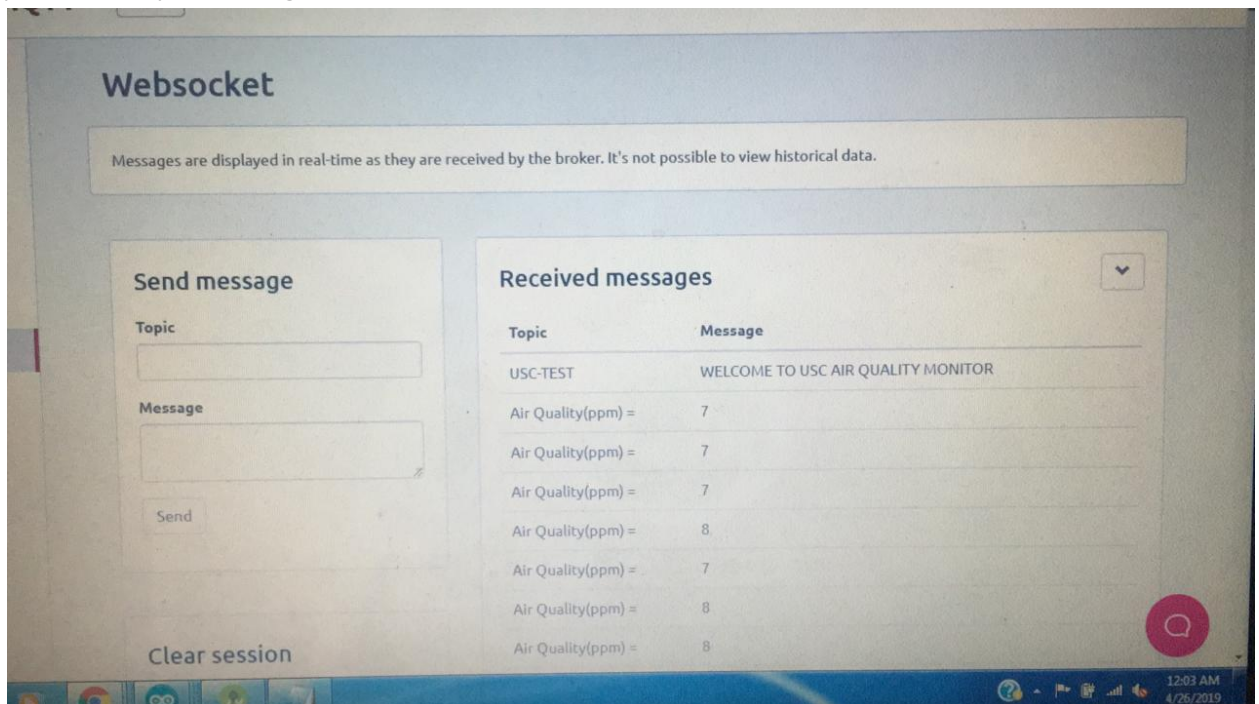 Websocket
Messages are displayed in real-time as they are received by the broker. It's not possible to view historical data.
Send message
Topic
Message
Send
Clear session
Received messages
Topic Message
USC-TEST WELCOME TO USC AIR QUALITY MONITOR
Air Quality(ppm) = 7
Air Quality(ppm) = 7
Air Quality(ppm) = 7
Air Quality(ppm) = 8
Air Quality(ppm) = 7
Air Quality(ppm) = 8
Air Quality(ppm) = 8
12:03 AM
4/26/2019